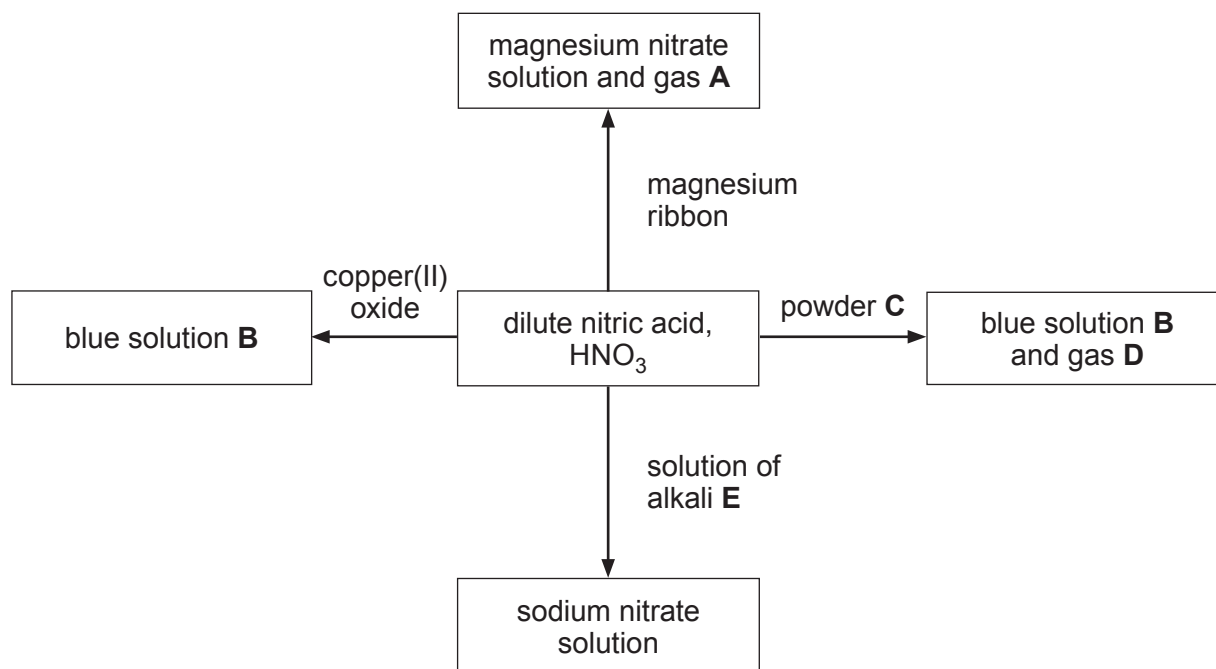 magnesium nitrate
solution and gas A
magnesium
ribbon
copper(II)
oxide
powder C
blue solution B
dilute nitric acid,
HNO₃
blue solution B
and gas D
solution of
alkali E
sodium nitrate
solution